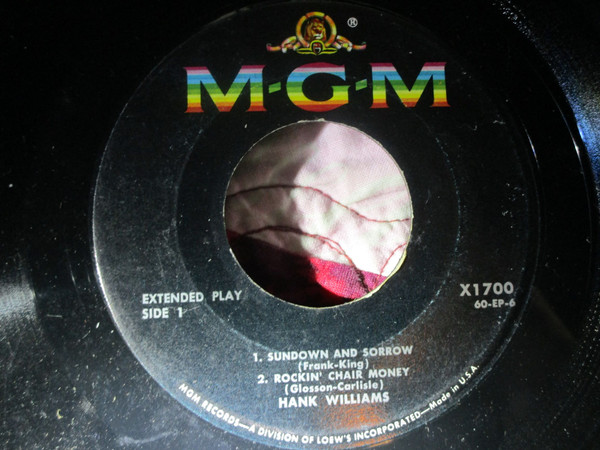 ®
M-G-M
EXTENDED PLAY
SIDE 1
X1700
60-EP-6
1. SUNDOWN AND SORROW
(Frank-King)
2. ROCKIN' CHAIR MONEY
(Glosson-Carlisle)
HANK WILLIAMS
MGM RECORDS—A DIVISION OF LOEW'S INCORPORATED—Made in U.S.A.